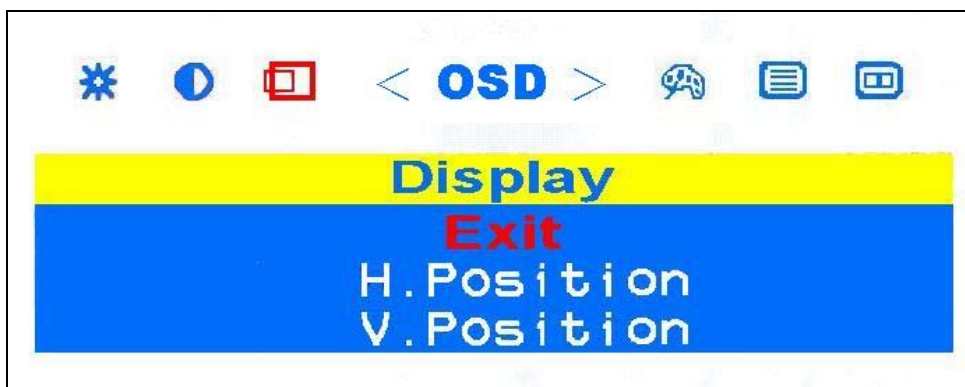 < OSD >
Display
Exit
H.Position
V.Position